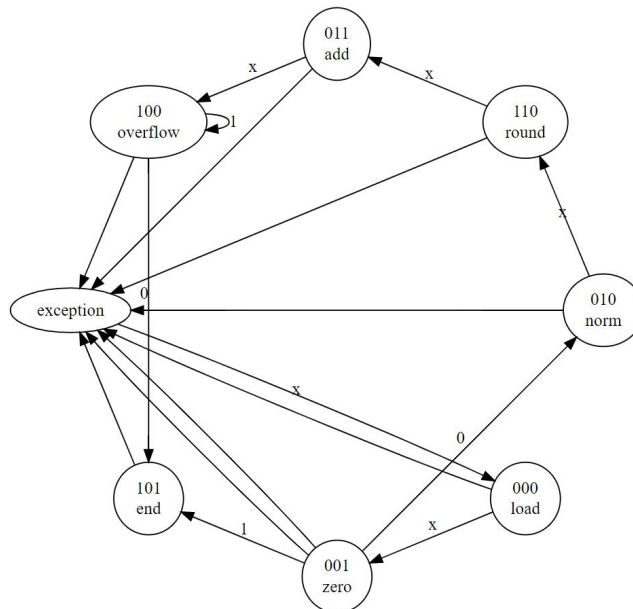 011
add
x
x
100
overflow
1
110
round
x
exception
0
010
norm
x
0
101
end
1
x
000
load
001
zero